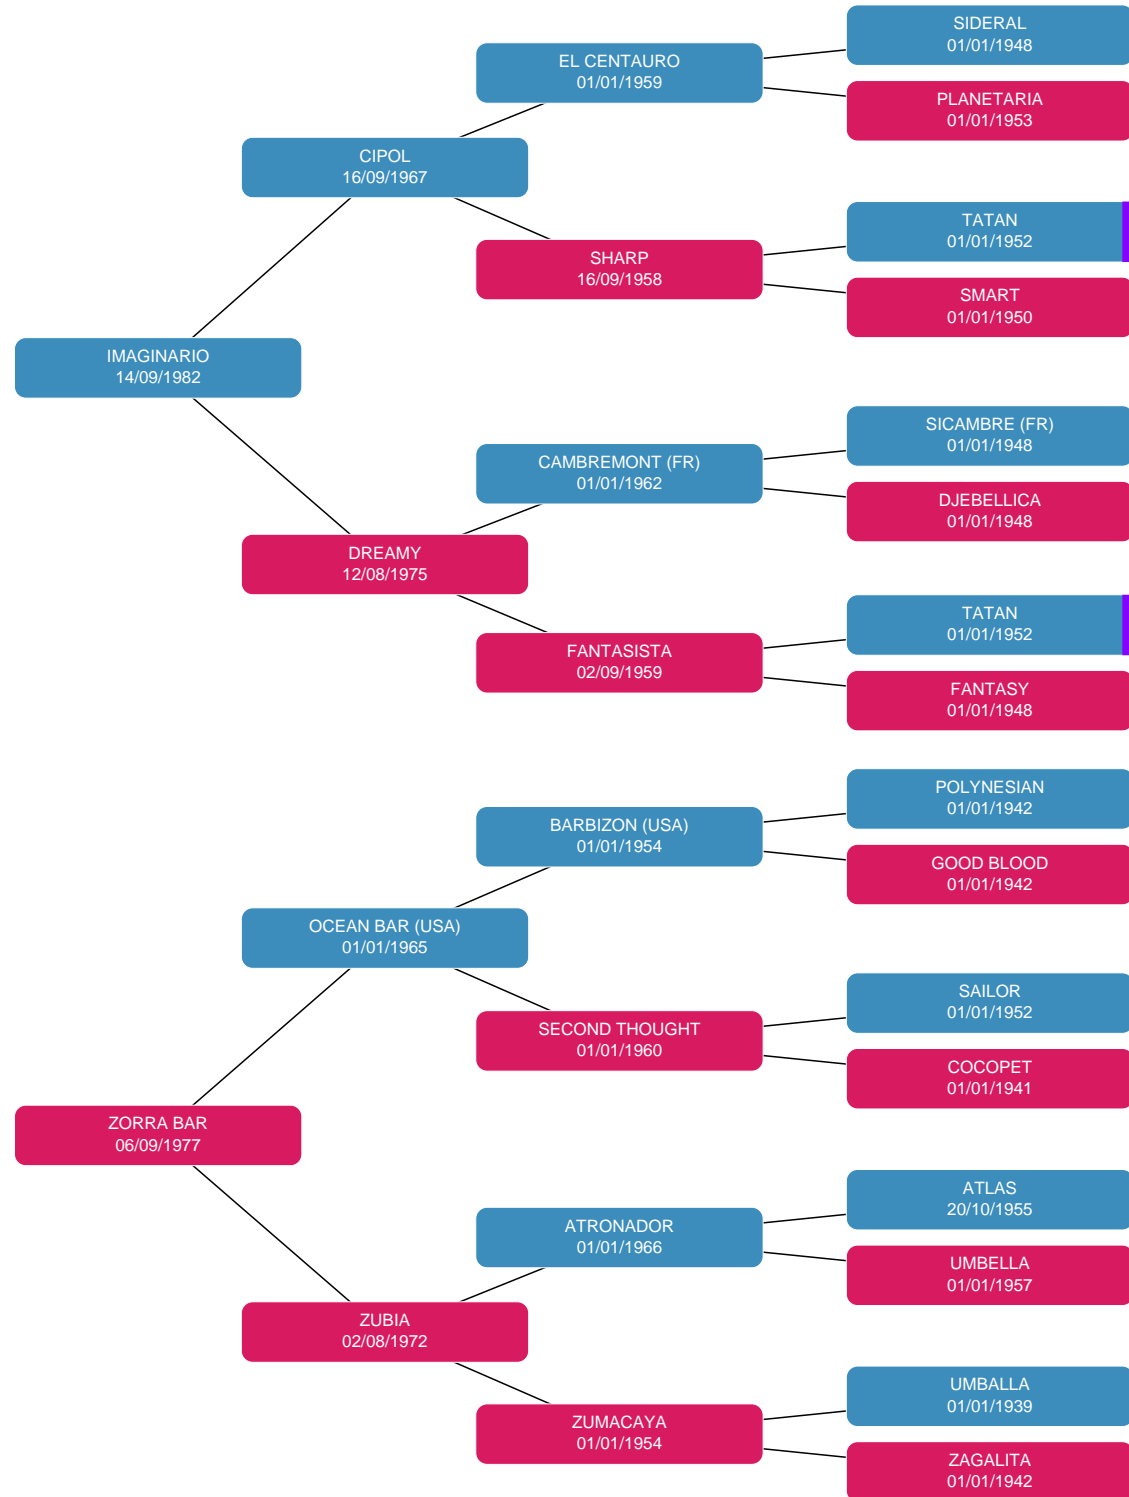 SIDERAL
01/01/1948
EL CENTAURO
01/01/1959
PLANETARIA
01/01/1953
CIPOL
16/09/1967
TATAN
01/01/1952
SHARP
16/09/1958
SMART
01/01/1950
IMAGINARIO
14/09/1982
SICAMBRE (FR)
01/01/1948
CAMBREMONT (FR)
01/01/1962
DJEBELLICA
01/01/1948
DREAMY
12/08/1975
TATAN
01/01/1952
FANTASISTA
02/09/1959
FANTASY
01/01/1948
POLYNESIAN
01/01/1942
BARBIZON (USA)
01/01/1954
GOOD BLOOD
01/01/1942
OCEAN BAR (USA)
01/01/1965
SAILOR
01/01/1952
SECOND THOUGHT
01/01/1960
COCOPET
01/01/1941
ZORRA BAR
06/09/1977
ATLAS
20/10/1955
ATRONADOR
01/01/1966
UMBELLA
01/01/1957
ZUBIA
02/08/1972
UMBALLA
01/01/1939
ZUMACAYA
01/01/1954
ZAGALITA
01/01/1942